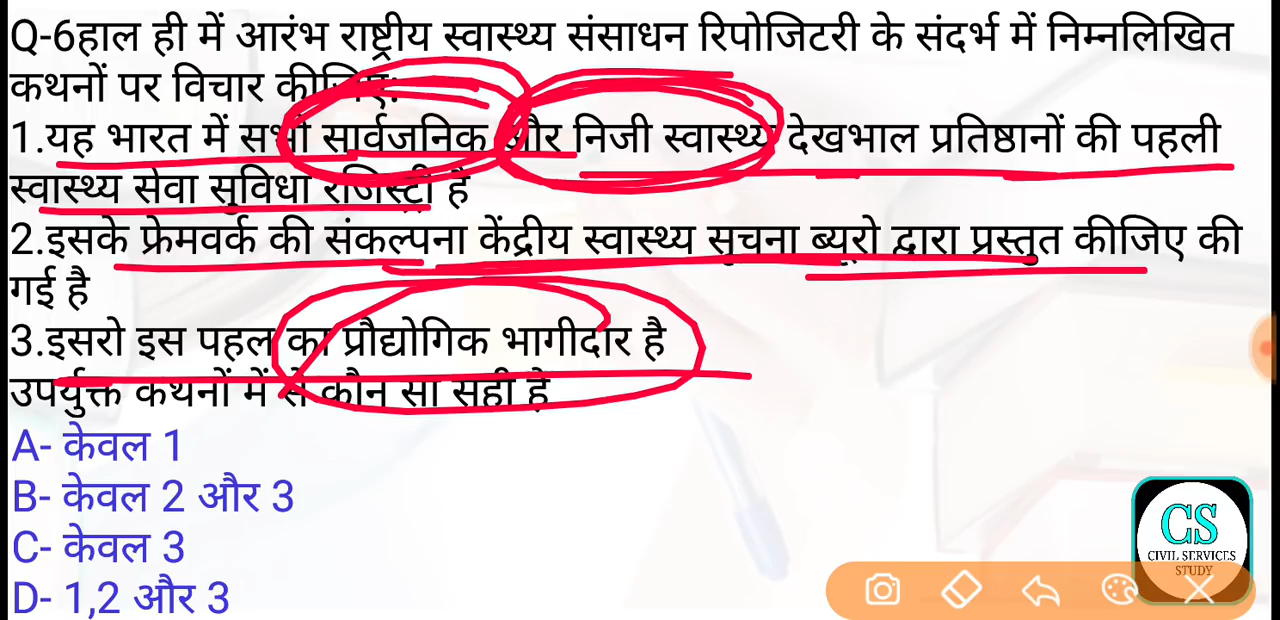 Q-6हाल ही में आरंभ राष्ट्रीय स्वास्थ्य संसाधन रिपोजिटरी के संदर्भ में निम्नलिखित
कथनों पर विचार कीजिए:
1.यह भारत में सभी सार्वजनिक और निजी स्वास्थ्य देखभाल प्रतिष्ठानों की पहली
स्वास्थ्य सेवा सुविधा रजिस्ट्री है
2.इसके फ्रेमवर्क की संकल्पना केंद्रीय स्वास्थ्य सूचना ब्यूरो द्वारा प्रस्तुत कीजिए की
गई है
3.इसरो इस पहल का प्रौद्योगिक भागीदार है
उपर्युक्त कथनों में से कौन सा सही है
A- केवल 1
B- केवल 2 और 3
C- केवल 3
D- 1,2 और 3
CS
CIVIL SERVICES
STUDY